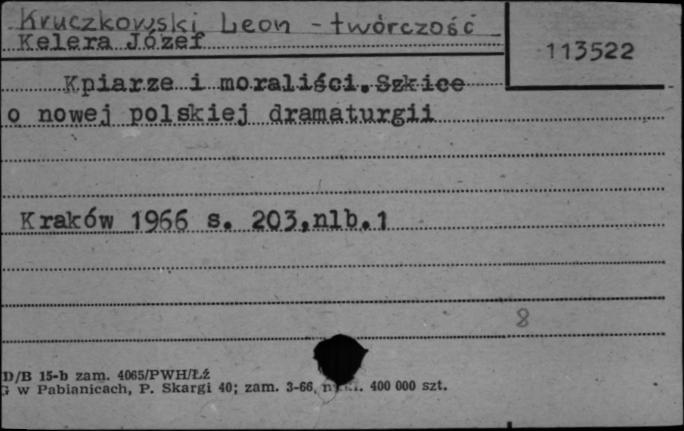 Kruczkowski Leon - twórczość
Kelera Józef
113522
Kpiarze i moraliści. Szkice
o nowej polskiej dramaturgii
Kraków 1966 s. 203,nlb.1
8
D/B 15-b zam. 4065/PWH/Łź
w Pabianicach, P. Skargi 40; zam. 3-66, 400 000 szt.